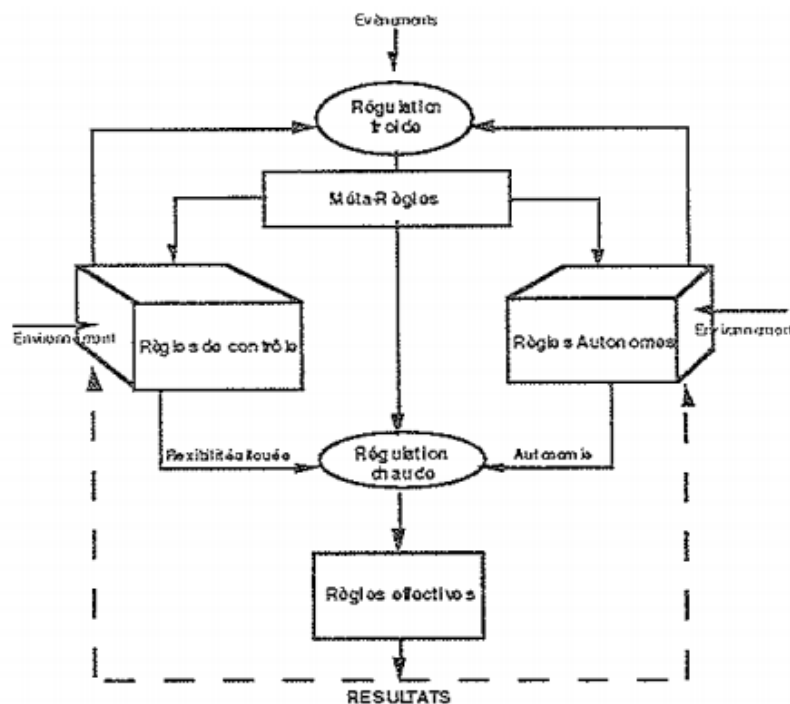 Evènements
Régulation
froide
Méta-Règles
Environnement
Règles de contrôle
Règles Autonomes
Environnement
Flexibilité allouée
Régulation
chaude
Autonomie
Règles effectives
RESULTATS